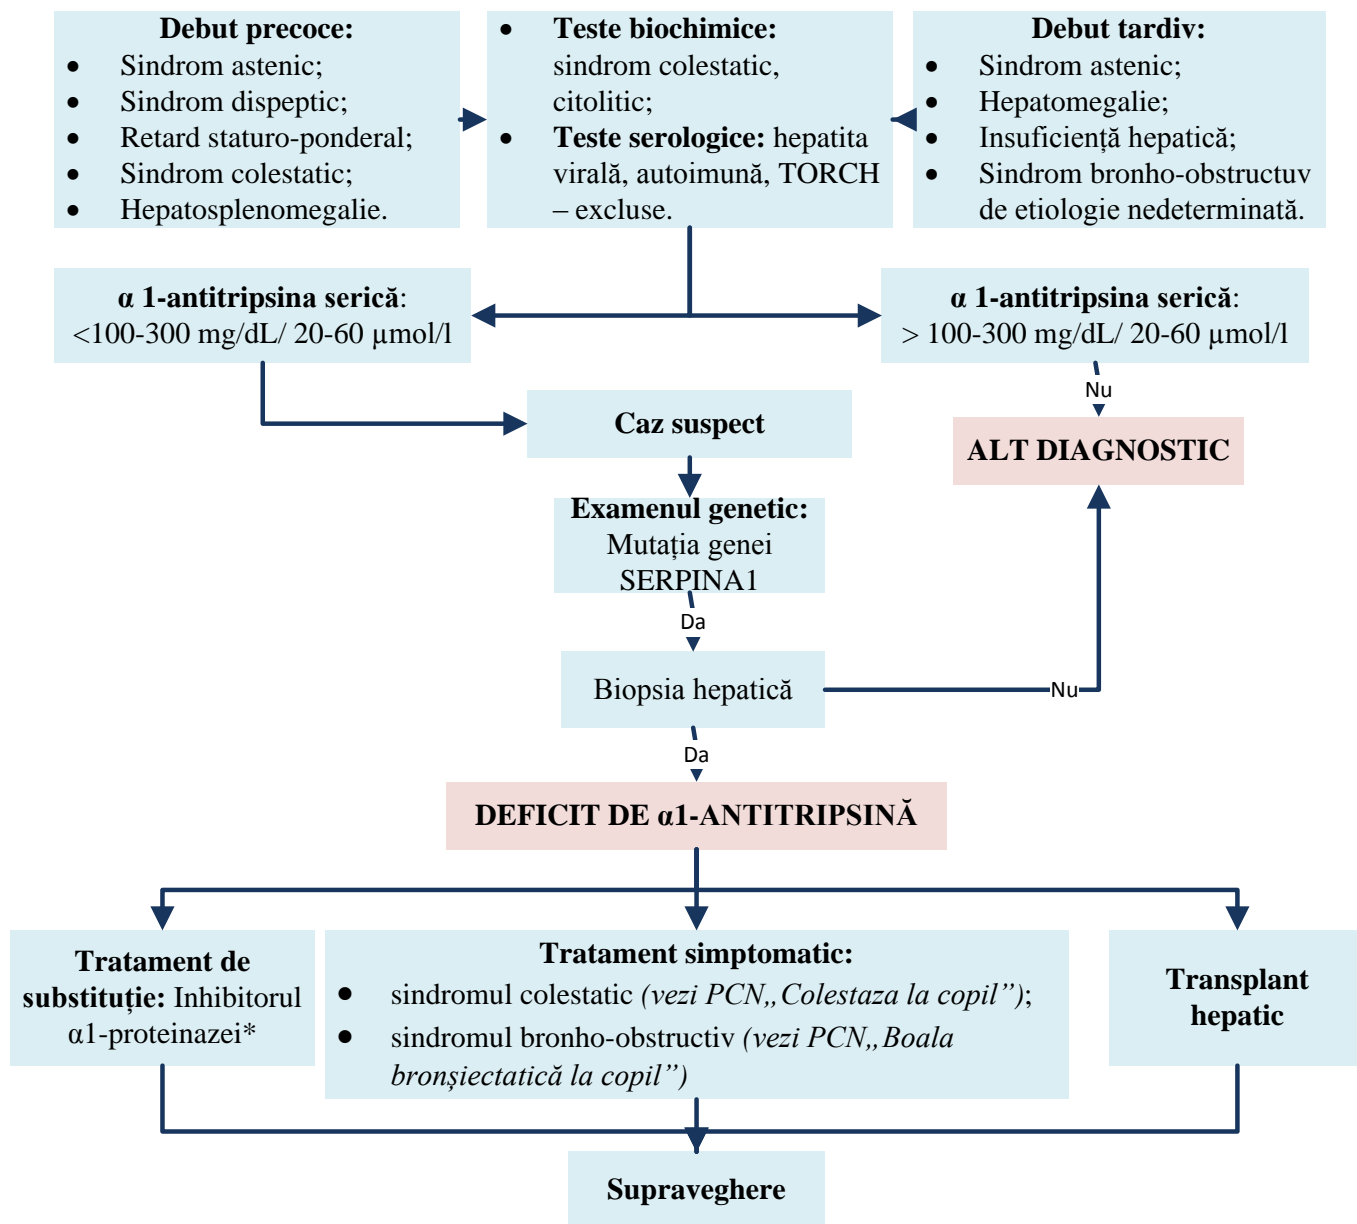 Debut precoce:
• Sindrom astenic;
• Sindrom dispeptic;
• Retard staturo-ponderal;
• Sindrom colestatic;
• Hepatosplenomegalie.
• Teste biochimice:
sindrom colestatic,
citolitic;
• Teste serologice: hepatita
virală, autoimună, TORCH
– excluse.
Debut tardiv:
• Sindrom astenic;
• Hepatomegalie;
• Insuficiență hepatică;
• Sindrom bronho-obstructuv
de etiologie nedeterminată.
α 1-antitripsina serică:
<100-300 mg/dL/ 20-60 µmol/l
α 1-antitripsina serică:
> 100-300 mg/dL/ 20-60 µmol/l
Nu
Caz suspect
ALT DIAGNOSTIC
Examenul genetic:
Mutația genei
SERPINA1
Da
Biopsia hepatică
Nu
Da
DEFICIT DE α1-ANTITRIPSINĂ
Tratament de
substituție: Inhibitorul
α1-proteinazei*
Tratament simptomatic:
• sindromul colestatic (vezi PCN„Colestaza la copil”);
• sindromul bronho-obstructiv (vezi PCN„Boala
bronșiectatică la copil”)
Transplant
hepatic
Supraveghere